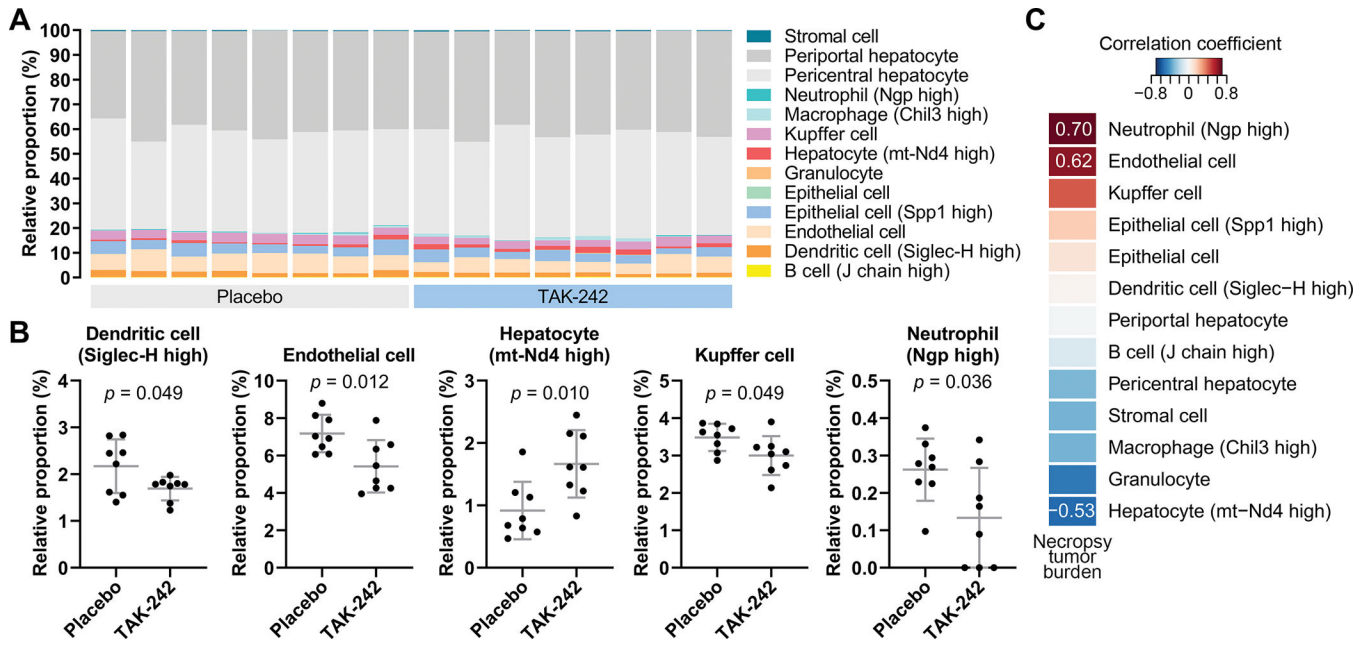 A
Relative proportion (%)
100
90
80
70
60
50
40
30
20
10
0
Placebo
TAK-242
Stromal cell
Periportal hepatocyte
Pericentral hepatocyte
Neutrophil (Ngp high)
Macrophage (Chil3 high)
Kupffer cell
Hepatocyte (mt-Nd4 high)
Granulocyte
Epithelial cell
Epithelial cell (Spp1 high)
Endothelial cell
Dendritic cell (Siglec-H high)
B cell (J chain high)
B
Dendritic cell
(Siglec-H high)
p = 0.049
Relative proportion (%)
4
3
2
1
0
Placebo
TAK-242
Endothelial cell
p = 0.012
Relative proportion (%)
10
8
6
4
2
0
Placebo
TAK-242
Hepatocyte
(mt-Nd4 high)
p = 0.010
Relative proportion (%)
3
2
1
0
Placebo
TAK-242
Kupffer cell
p = 0.049
Relative proportion (%)
5
4
3
2
1
0
Placebo
TAK-242
Neutrophil
(Ngp high)
p = 0.036
Relative proportion (%)
0.5
0.4
0.3
0.2
0.1
0
Placebo
TAK-242
C
Correlation coefficient
−0.8 0 0.8
0.70 Neutrophil (Ngp high)
0.62 Endothelial cell
Kupffer cell
Epithelial cell (Spp1 high)
Epithelial cell
Dendritic cell (Siglec−H high)
Periportal hepatocyte
B cell (J chain high)
Pericentral hepatocyte
Stromal cell
Macrophage (Chil3 high)
Granulocyte
−0.53 Hepatocyte (mt−Nd4 high)
Necropsy
tumor
burden